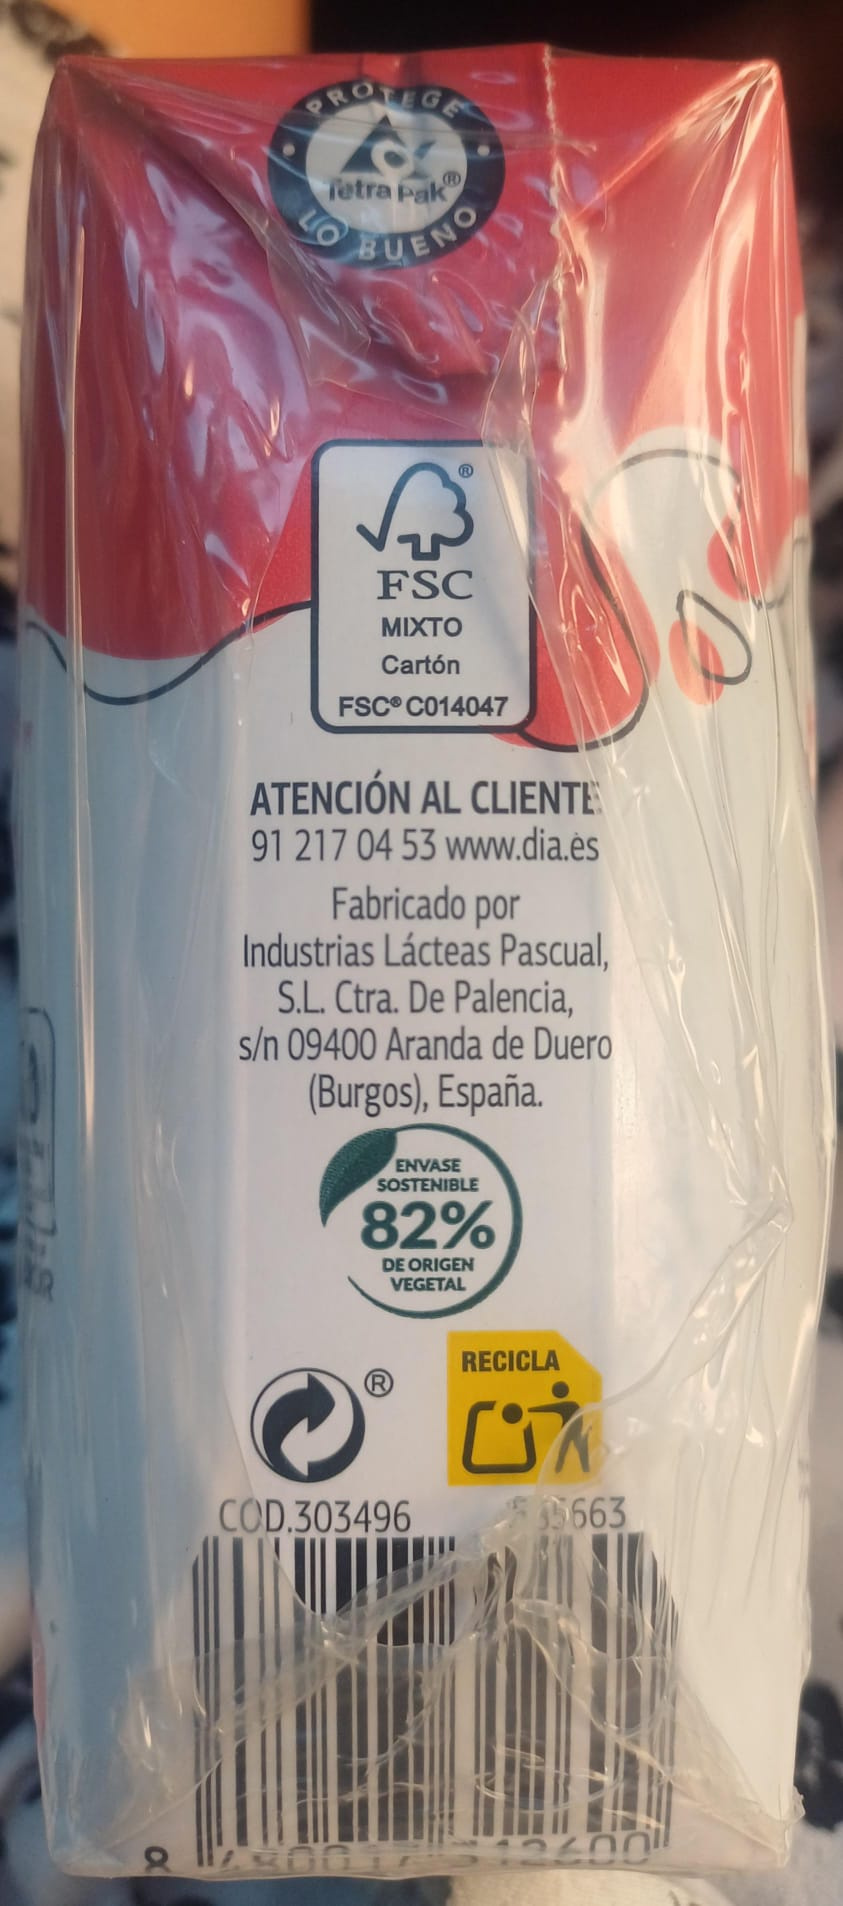 PROTEGE
Tetra Pak®
LO BUENO
®
FSC
MIXTO
Cartón
FSC® C014047
ATENCIÓN AL CLIENTE
91 217 04 53 www.dia.es
Fabricado por
Industrias Lácteas Pascual,
S.L. Ctra. De Palencia,
s/n 09400 Aranda de Duero
(Burgos), España.
ENVASE
SOSTENIBLE
82%
DE ORIGEN
VEGETAL
RECICLA
®
COD.303496
8